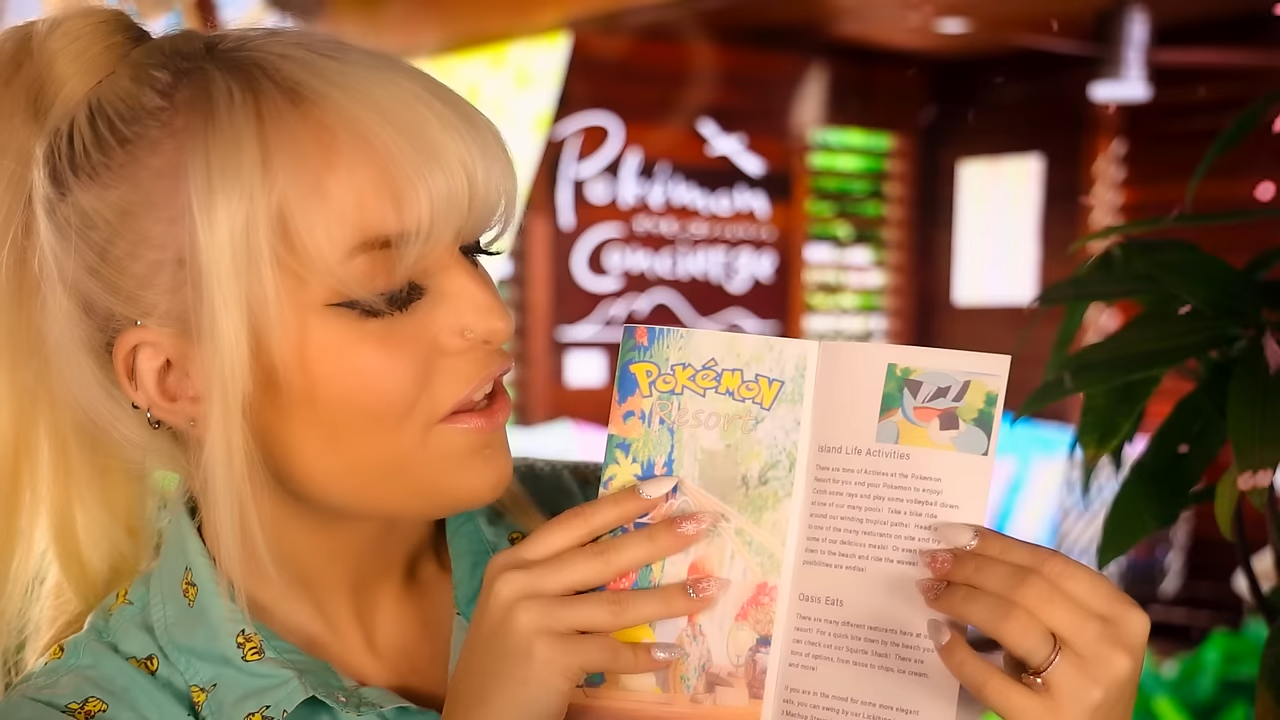 Pokémon
Concierge
POKéMON
Resort
Island Life Activities
There are tons of Activies at the Pokemon
Resort for you and your Pokemon to enjoy!
Catch some rays and play some volleyball down
at one of our many pools! Take a bike ride
around our winding tropical paths! Head
to one of the many resturants on site and try
some of our delicious meals! Or even
down to the beach and ride the waves!
posibilities are endless!
Oasis Eats
There are many different resturants here at
resort! For a quick bite down by the beach you
can check out our Squirtle Shack! There are
tons of options, from tacos to chips, ice cream,
and more!
If you are in the mood for some more elegant
eats, you can swing by our